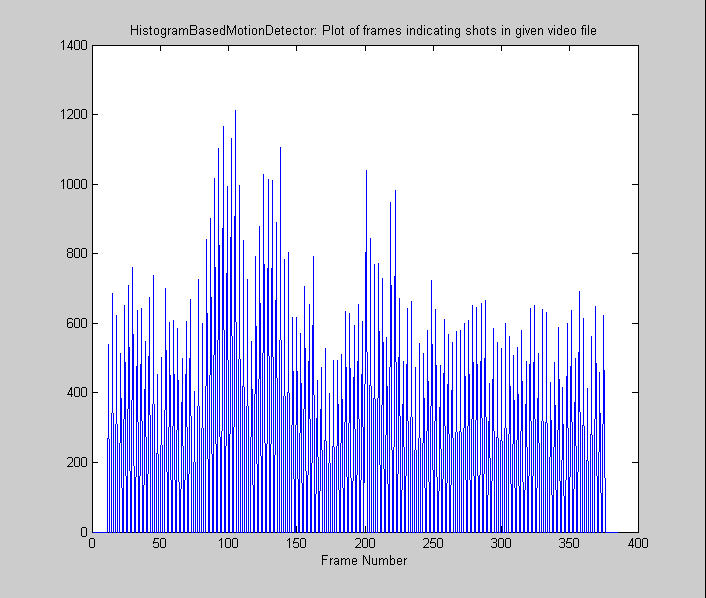 HistogramBasedMotionDetector: Plot of frames indicating shots in given video file
1400
1200
1000
800
600
400
200
0
0 50 100 150 200 250 300 350 400
Frame Number